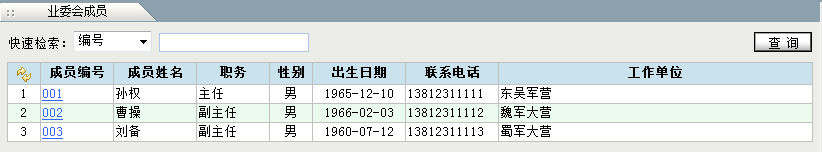 业委会成员
快速检索： 编号 查 询
成员编号 成员姓名 职务 性别 出生日期 联系电话 工作单位
1 001 孙权 主任 男 1965-12-10 13812311111 东吴军营
2 002 曹操 副主任 男 1966-02-03 13812311112 魏军大营
3 003 刘备 副主任 男 1960-07-12 13812311113 蜀军大营